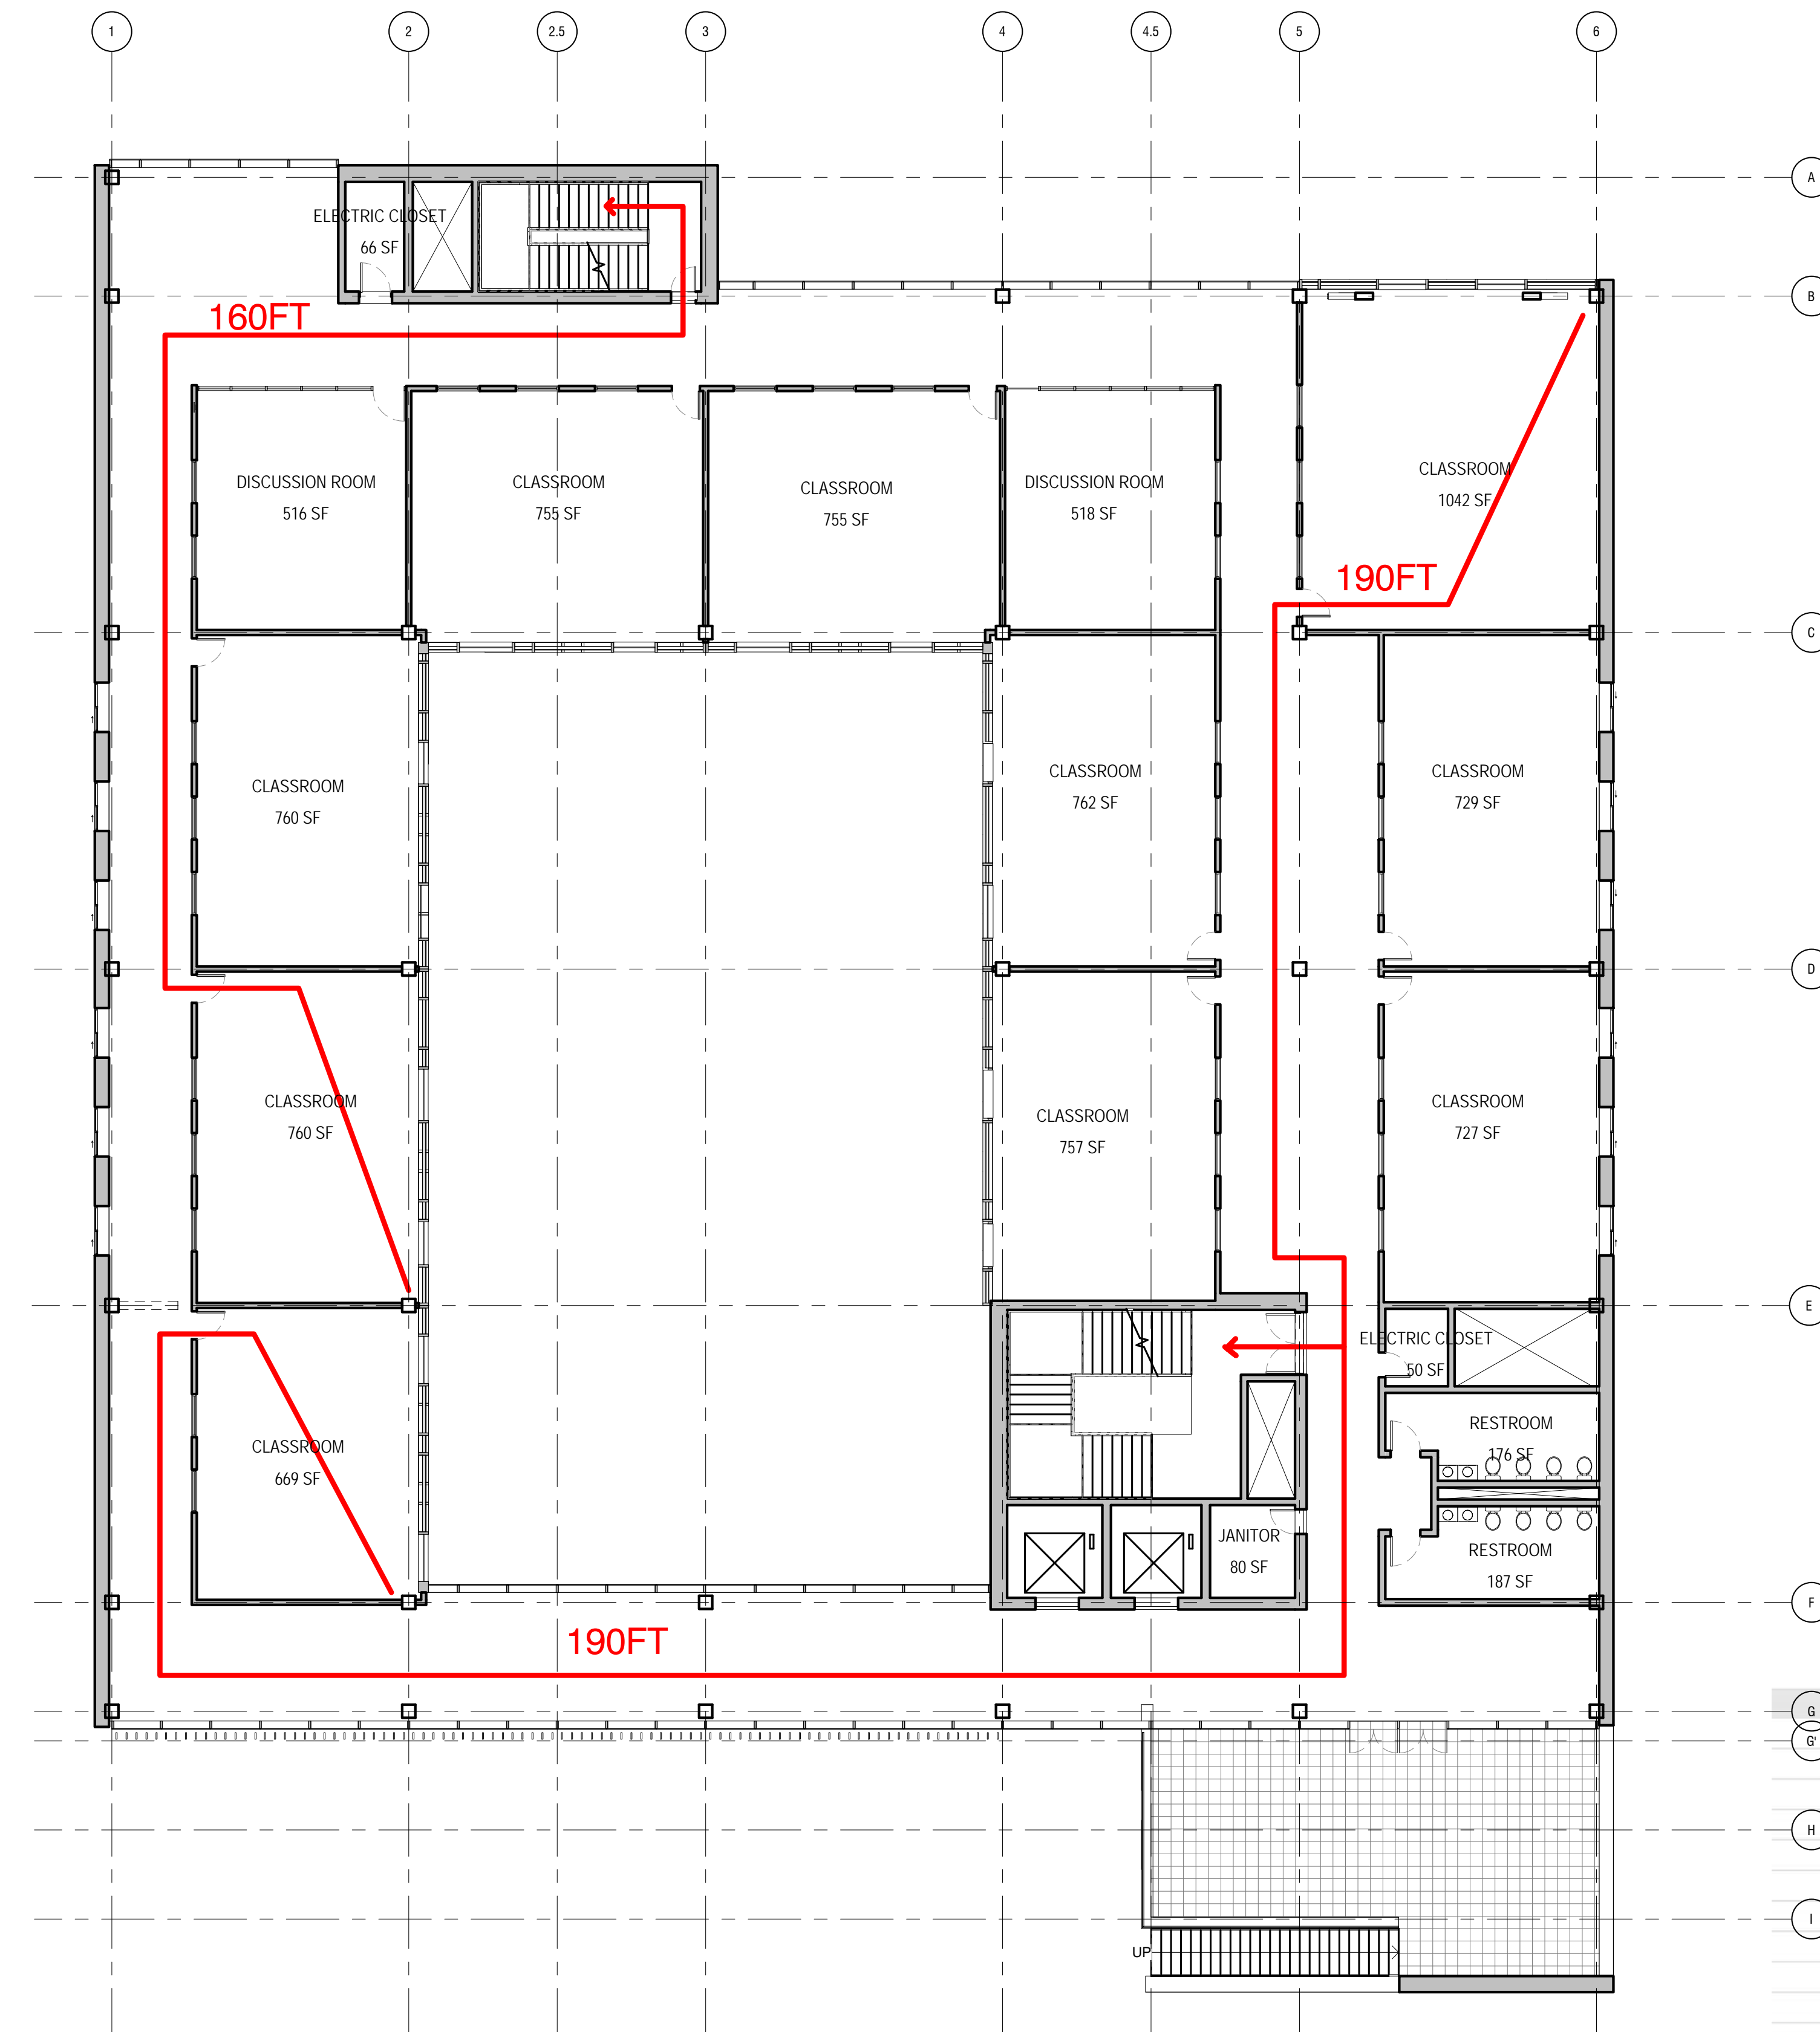 1
2
2.5
3
4
4.5
5
6
A
ELECTRIC CLOSET
66 SF
B
160FT
CLASSROOM
1042 SF
DISCUSSION ROOM
516 SF
CLASSROOM
755 SF
CLASSROOM
755 SF
DISCUSSION ROOM
518 SF
190FT
C
CLASSROOM
760 SF
CLASSROOM
762 SF
CLASSROOM
729 SF
D
CLASSROOM
760 SF
CLASSROOM
757 SF
CLASSROOM
727 SF
E
ELECTRIC CLOSET
50 SF
CLASSROOM
669 SF
RESTROOM
176 SF
JANITOR
80 SF
RESTROOM
187 SF
F
190FT
G
G'
H
I
UP